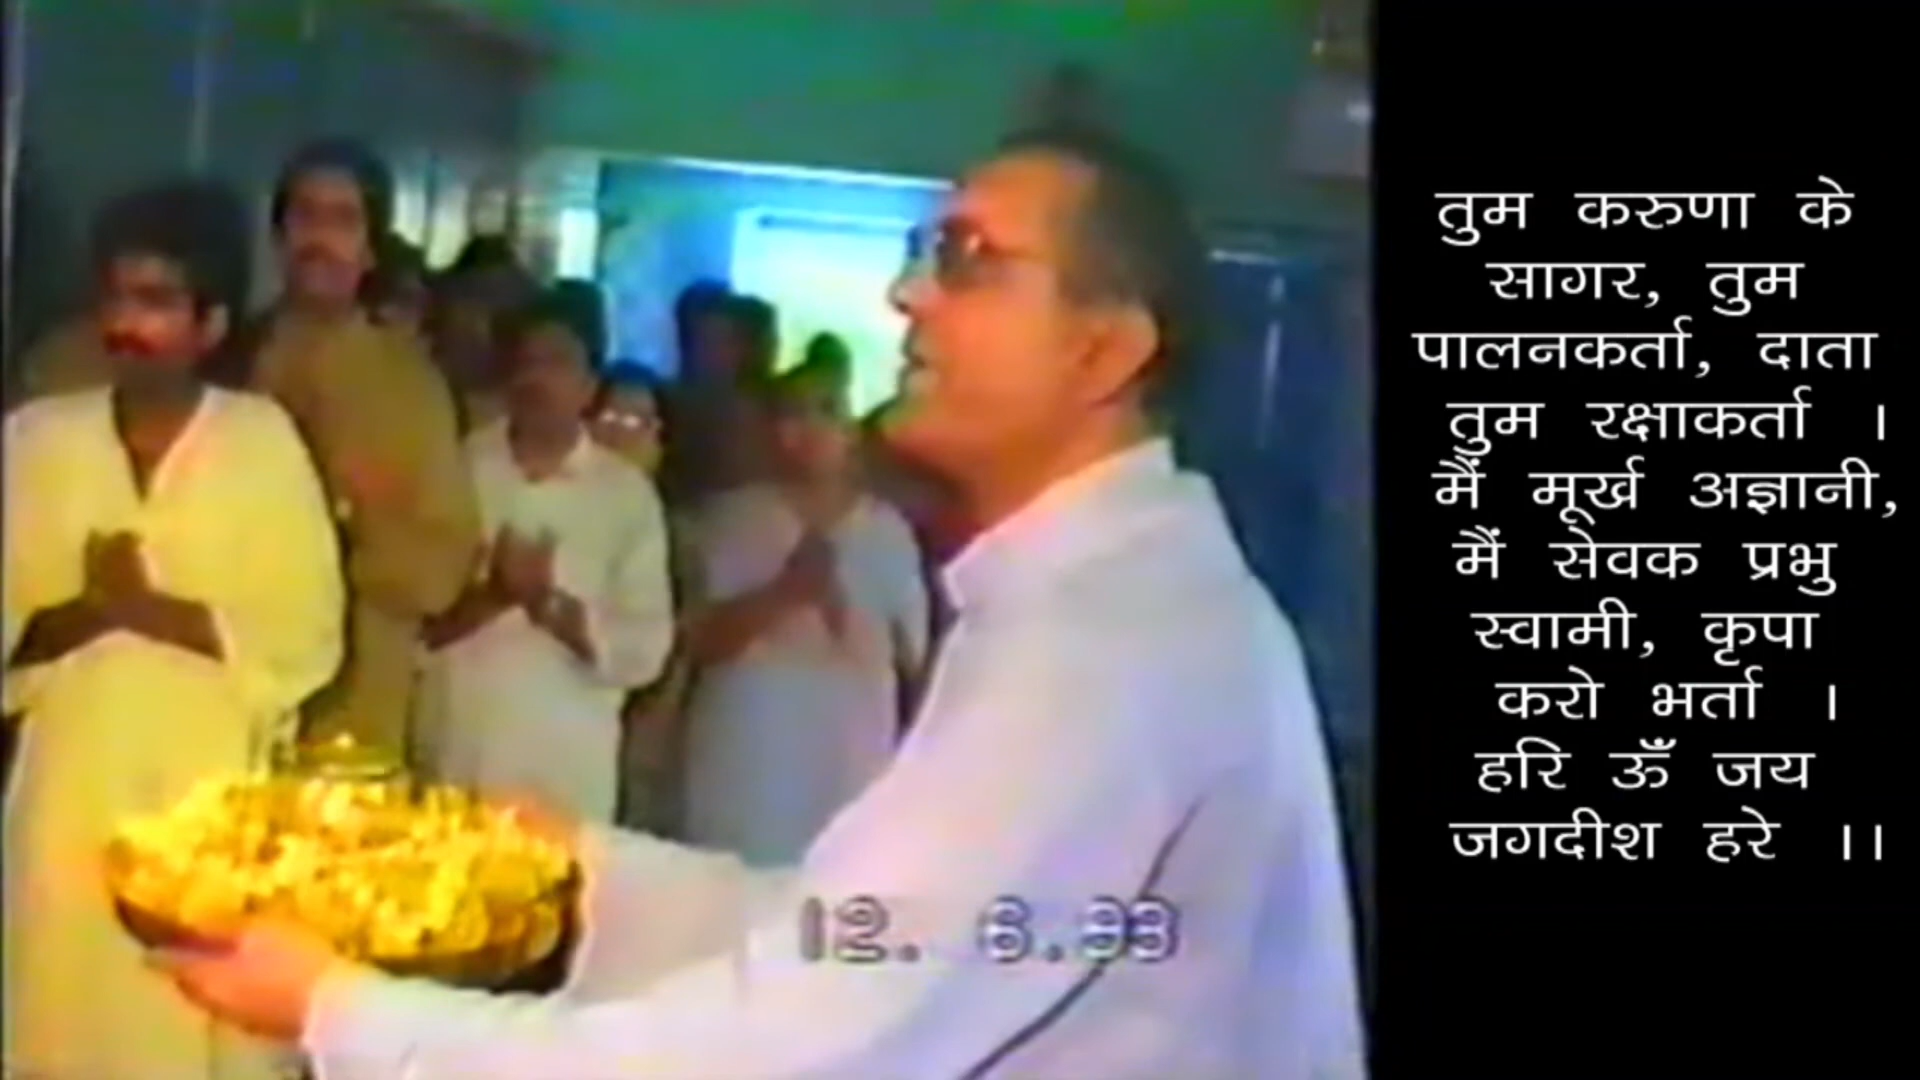 तुम करुणा के
सागर, तुम
पालनकर्ता, दाता
तुम रक्षाकर्ता ।
मैं मूर्ख अज्ञानी,
मैं सेवक प्रभु
स्वामी, कृपा
करो भर्ता ।
हरि ऊँ जय
जगदीश हरे ।।
12. 6.93